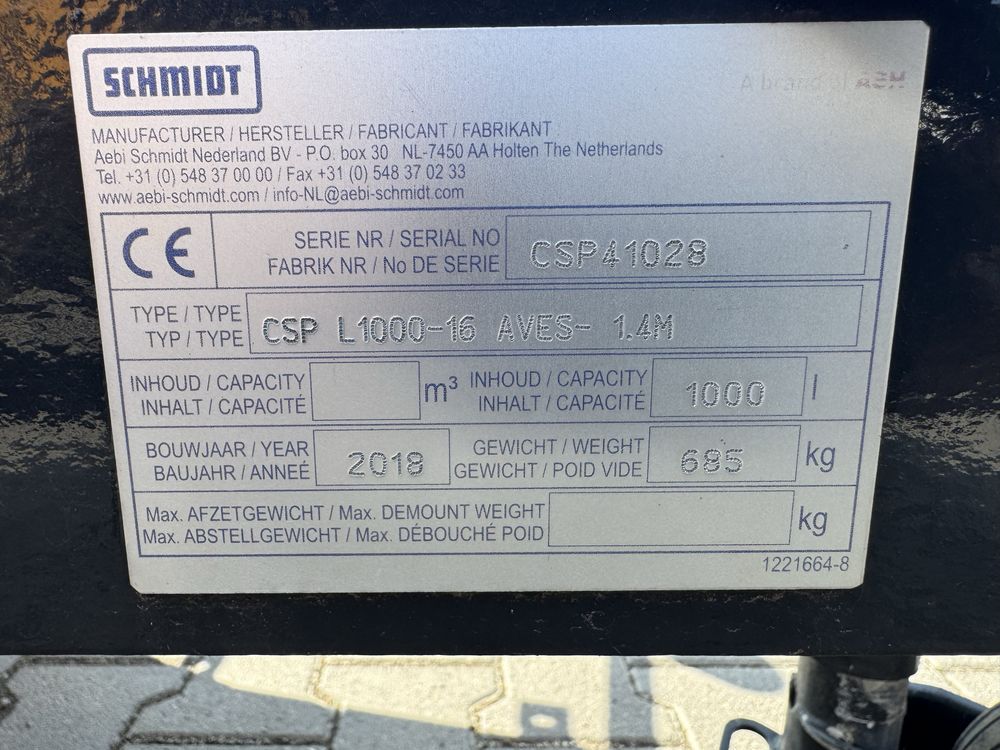 SCHMIDT
A brand
MANUFACTURER / HERSTELLER / FABRICANT / FABRIKANT
Aebi Schmidt Nederland BV - P.O. box 30 NL-7450 AA Holten The Netherlands
Tel. +31 (0) 548 37 00 00 / Fax +31 (0) 548 37 02 33
www.aebi-schmidt.com / info-NL@aebi-schmidt.com
CE
SERIE NR / SERIAL NO
FABRIK NR / No DE SERIE
CSP41028
TYPE / TYPE
TYP / TYPE
CSP L1000-16 AVES- 1.4M
INHOUD / CAPACITY
INHALT / CAPACITÉ
m³
INHOUD / CAPACITY
INHALT / CAPACITÉ
1000
l
BOUWJAAR / YEAR
BAUJAHR / ANNEÉ
2018
GEWICHT / WEIGHT
GEWICHT / POID VIDE
685
kg
Max. AFZETGEWICHT / Max. DEMOUNT WEIGHT
Max. ABSTELLGEWICHT / Max. DÉBOUCHÉ POID
kg
1221664-8